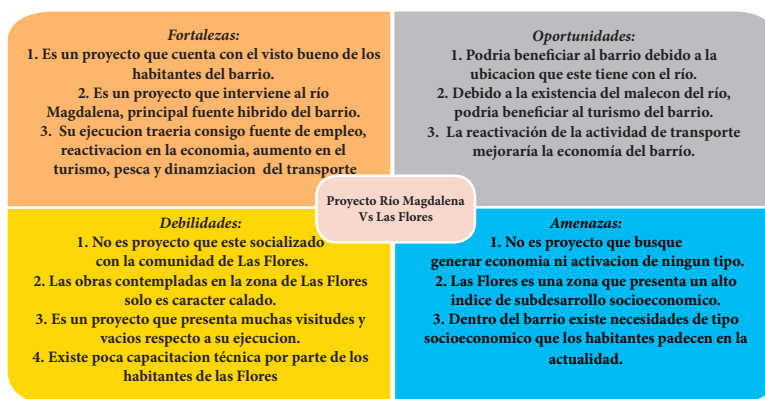 Fortalezas:
1. Es un proyecto que cuenta con el visto bueno de los
habitantes del barrio.
2. Es un proyecto que interviene al río
Magdalena, principal fuente hibrido del barrio.
3. Su ejecucion traeria consigo fuente de empleo,
reactivacion en la economia, aumento en el
turismo, pesca y dinamziacion del transporte
Oportunidades:
1. Podria beneficiar al barrio debido a la
ubicacion que este tiene con el río.
2. Debido a la existencia del malecon del río,
podria beneficiar al turismo del barrio.
3. La reactivación de la actividad de transporte
mejoraría la economía del barrío.
Proyecto Río Magdalena
Vs Las Flores
Debilidades:
1. No es proyecto que este socializado
con la comunidad de Las Flores.
2. Las obras contempladas en la zona de Las Flores
solo es caracter calado.
3. Es un proyecto que presenta muchas visitudes y
vacios respecto a su ejecucion.
4. Existe poca capacitacion técnica por parte de los
habitantes de las Flores
Amenazas:
1. No es proyecto que busque
generar economia ni activacion de ningun tipo.
2. Las Flores es una zona que presenta un alto
indice de subdesarrollo socioeconomico.
3. Dentro del barrio existe necesidades de tipo
socioeconomico que los habitantes padecen en la
actualidad.